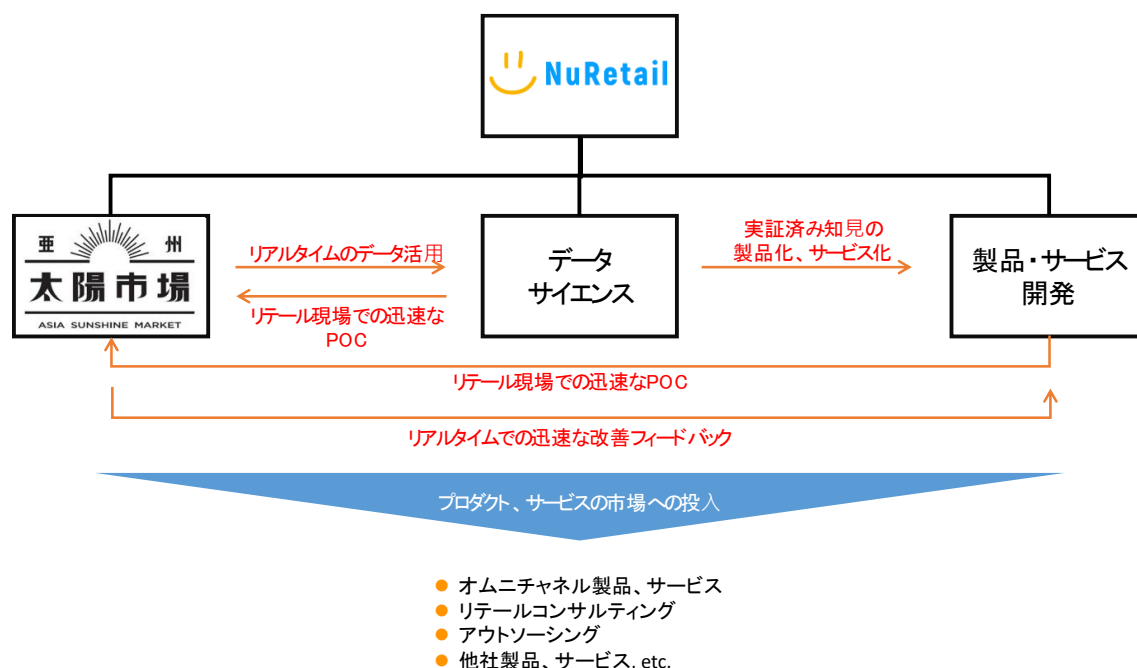 NuRetail
亜 州
太陽市場
ASIA SUNSHINE MARKET
リアルタイムのデータ活用
リテール現場での迅速な
POC
データ
サイエンス
実証済み知見の
製品化、サービス化
製品・サービス
開発
リテール現場での迅速なPOC
リアルタイムでの迅速な改善フィードバック
プロダクト、サービスの市場への投入
オムニチャネル製品、サービス
リテールコンサルティング
アウトソーシング
他社製品、サービス. etc.